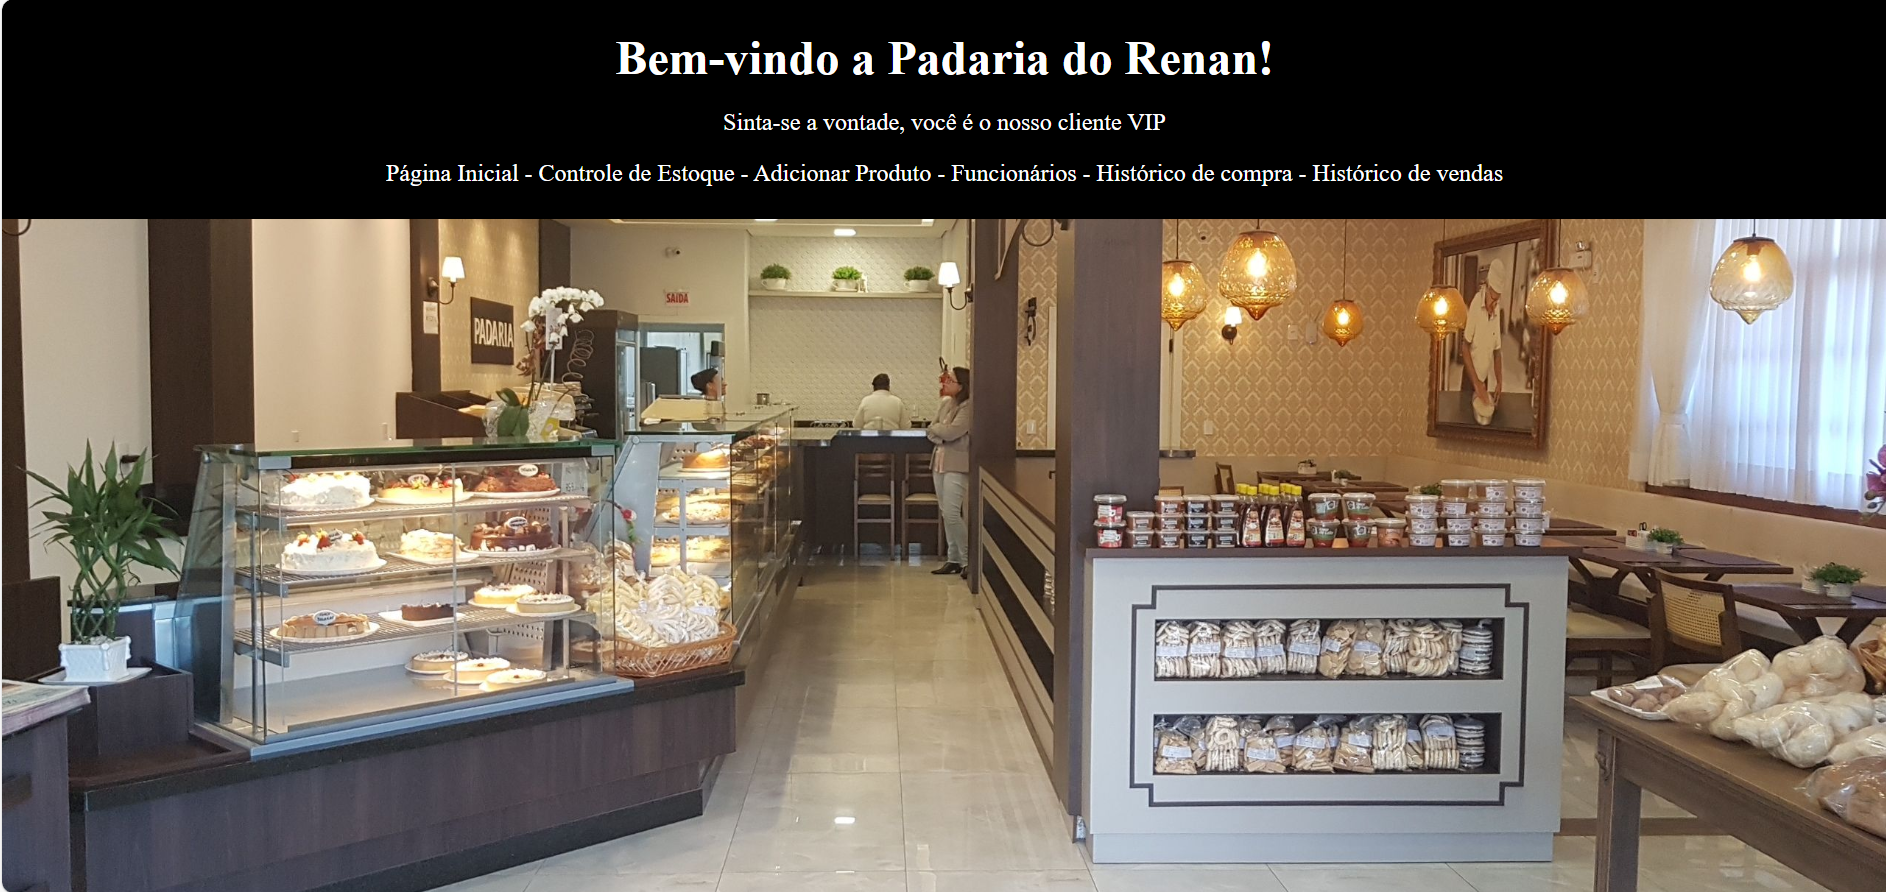 Bem-vindo a Padaria do Renan!
Sinta-se a vontade, você é o nosso cliente VIP
Página Inicial - Controle de Estoque - Adicionar Produto - Funcionários - Histórico de compra - Histórico de vendas
SAÍDA
PADARIA